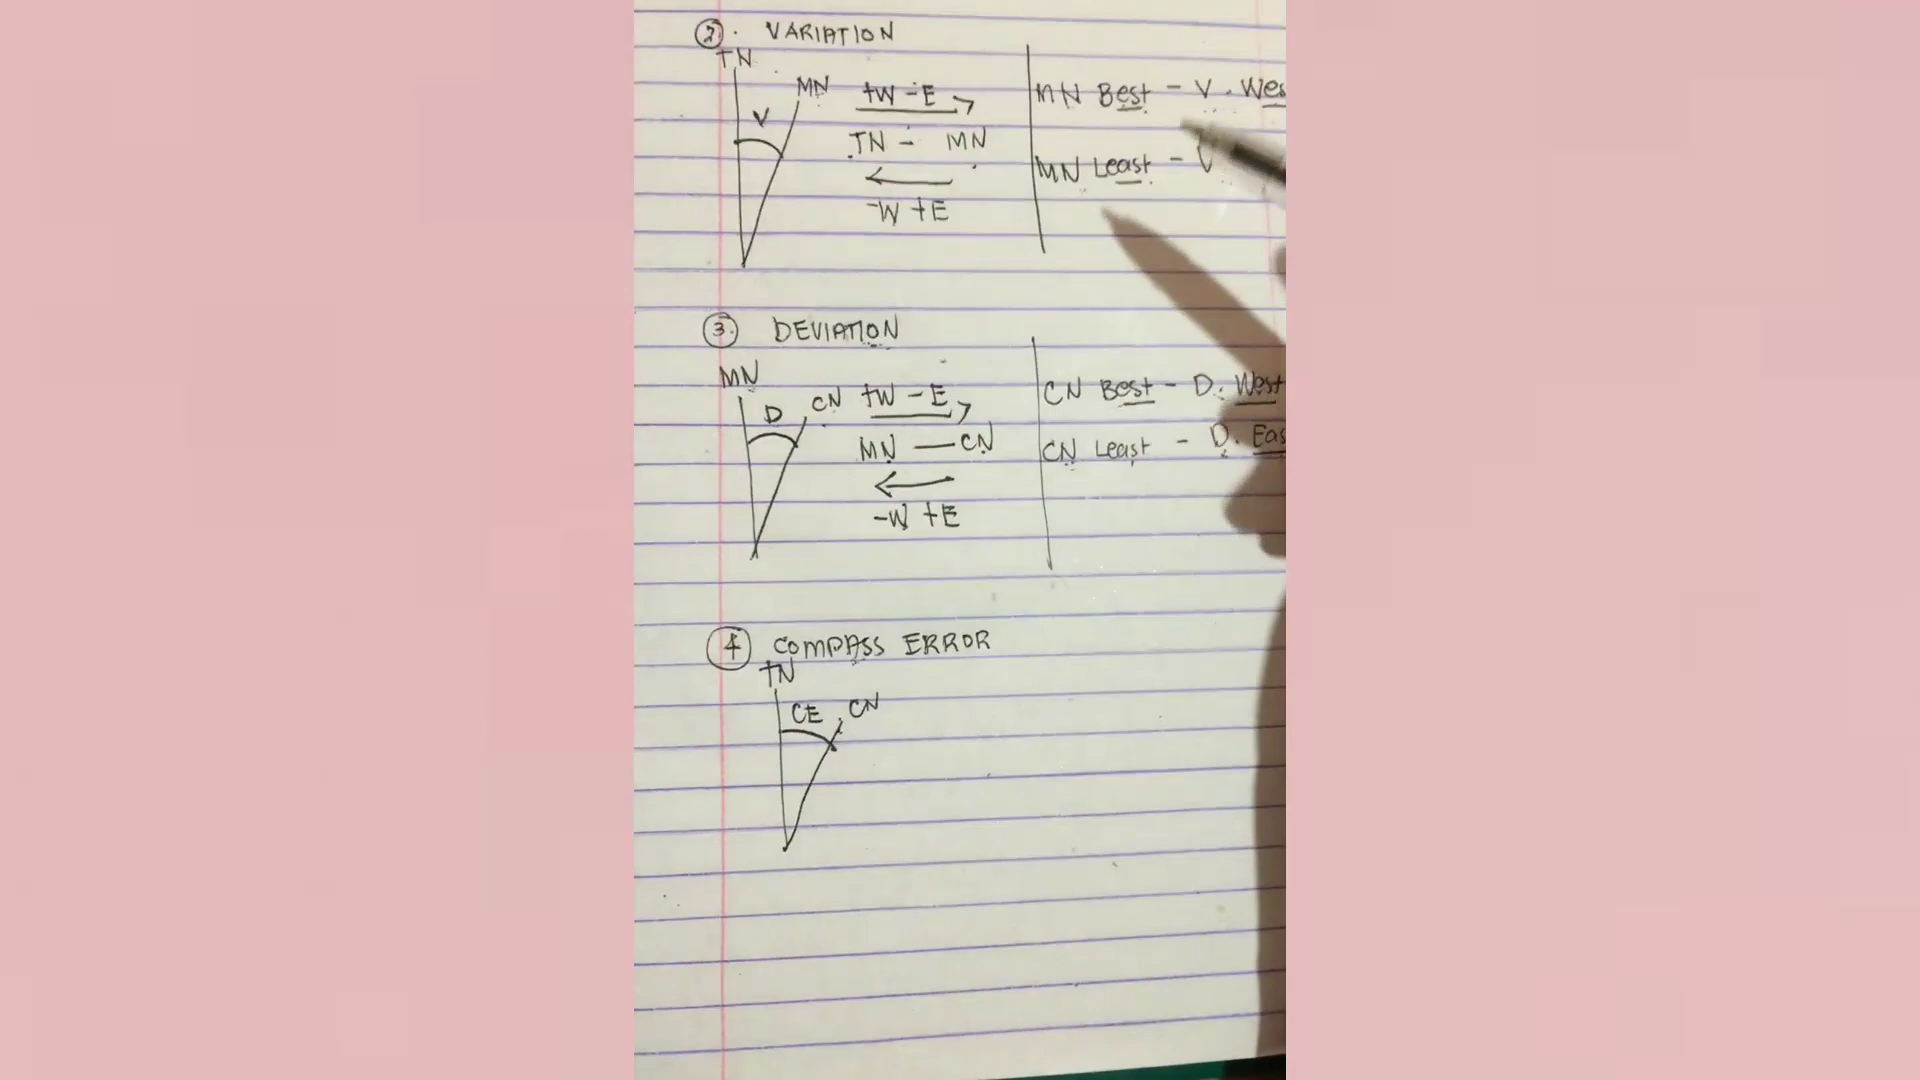 2. VARIATION
TN
MN
V
+W -E
TN - MN
-W +E
MN Best - V. Wes
MN Least - V
3. DEVIATION
MN
CN
D
+W -E
MN — CN
-W +E
CN Best - D. West
CN Least - D. Eas
4 COMPASS ERROR
TN
CE
CN